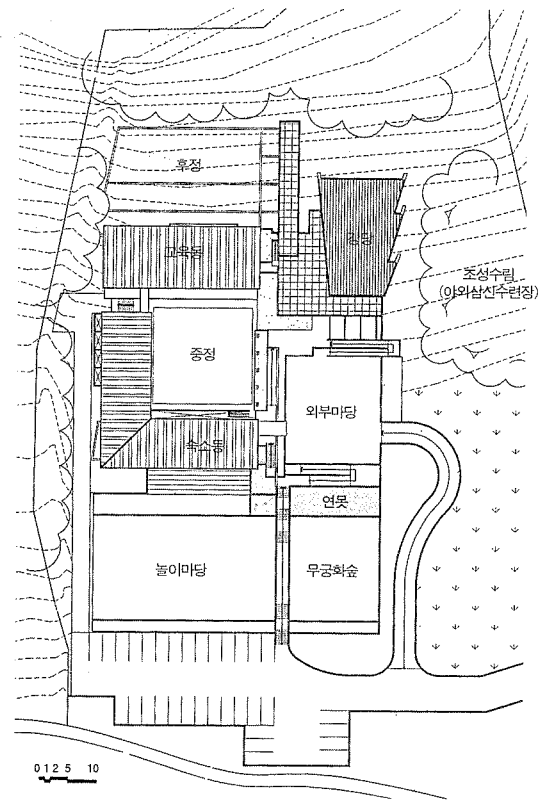 후정
강당
교육동
조성수림
(야외심신수련장)
중정
외부마당
숙소동
연못
놀이마당
무궁화숲
0 1 2 5 10